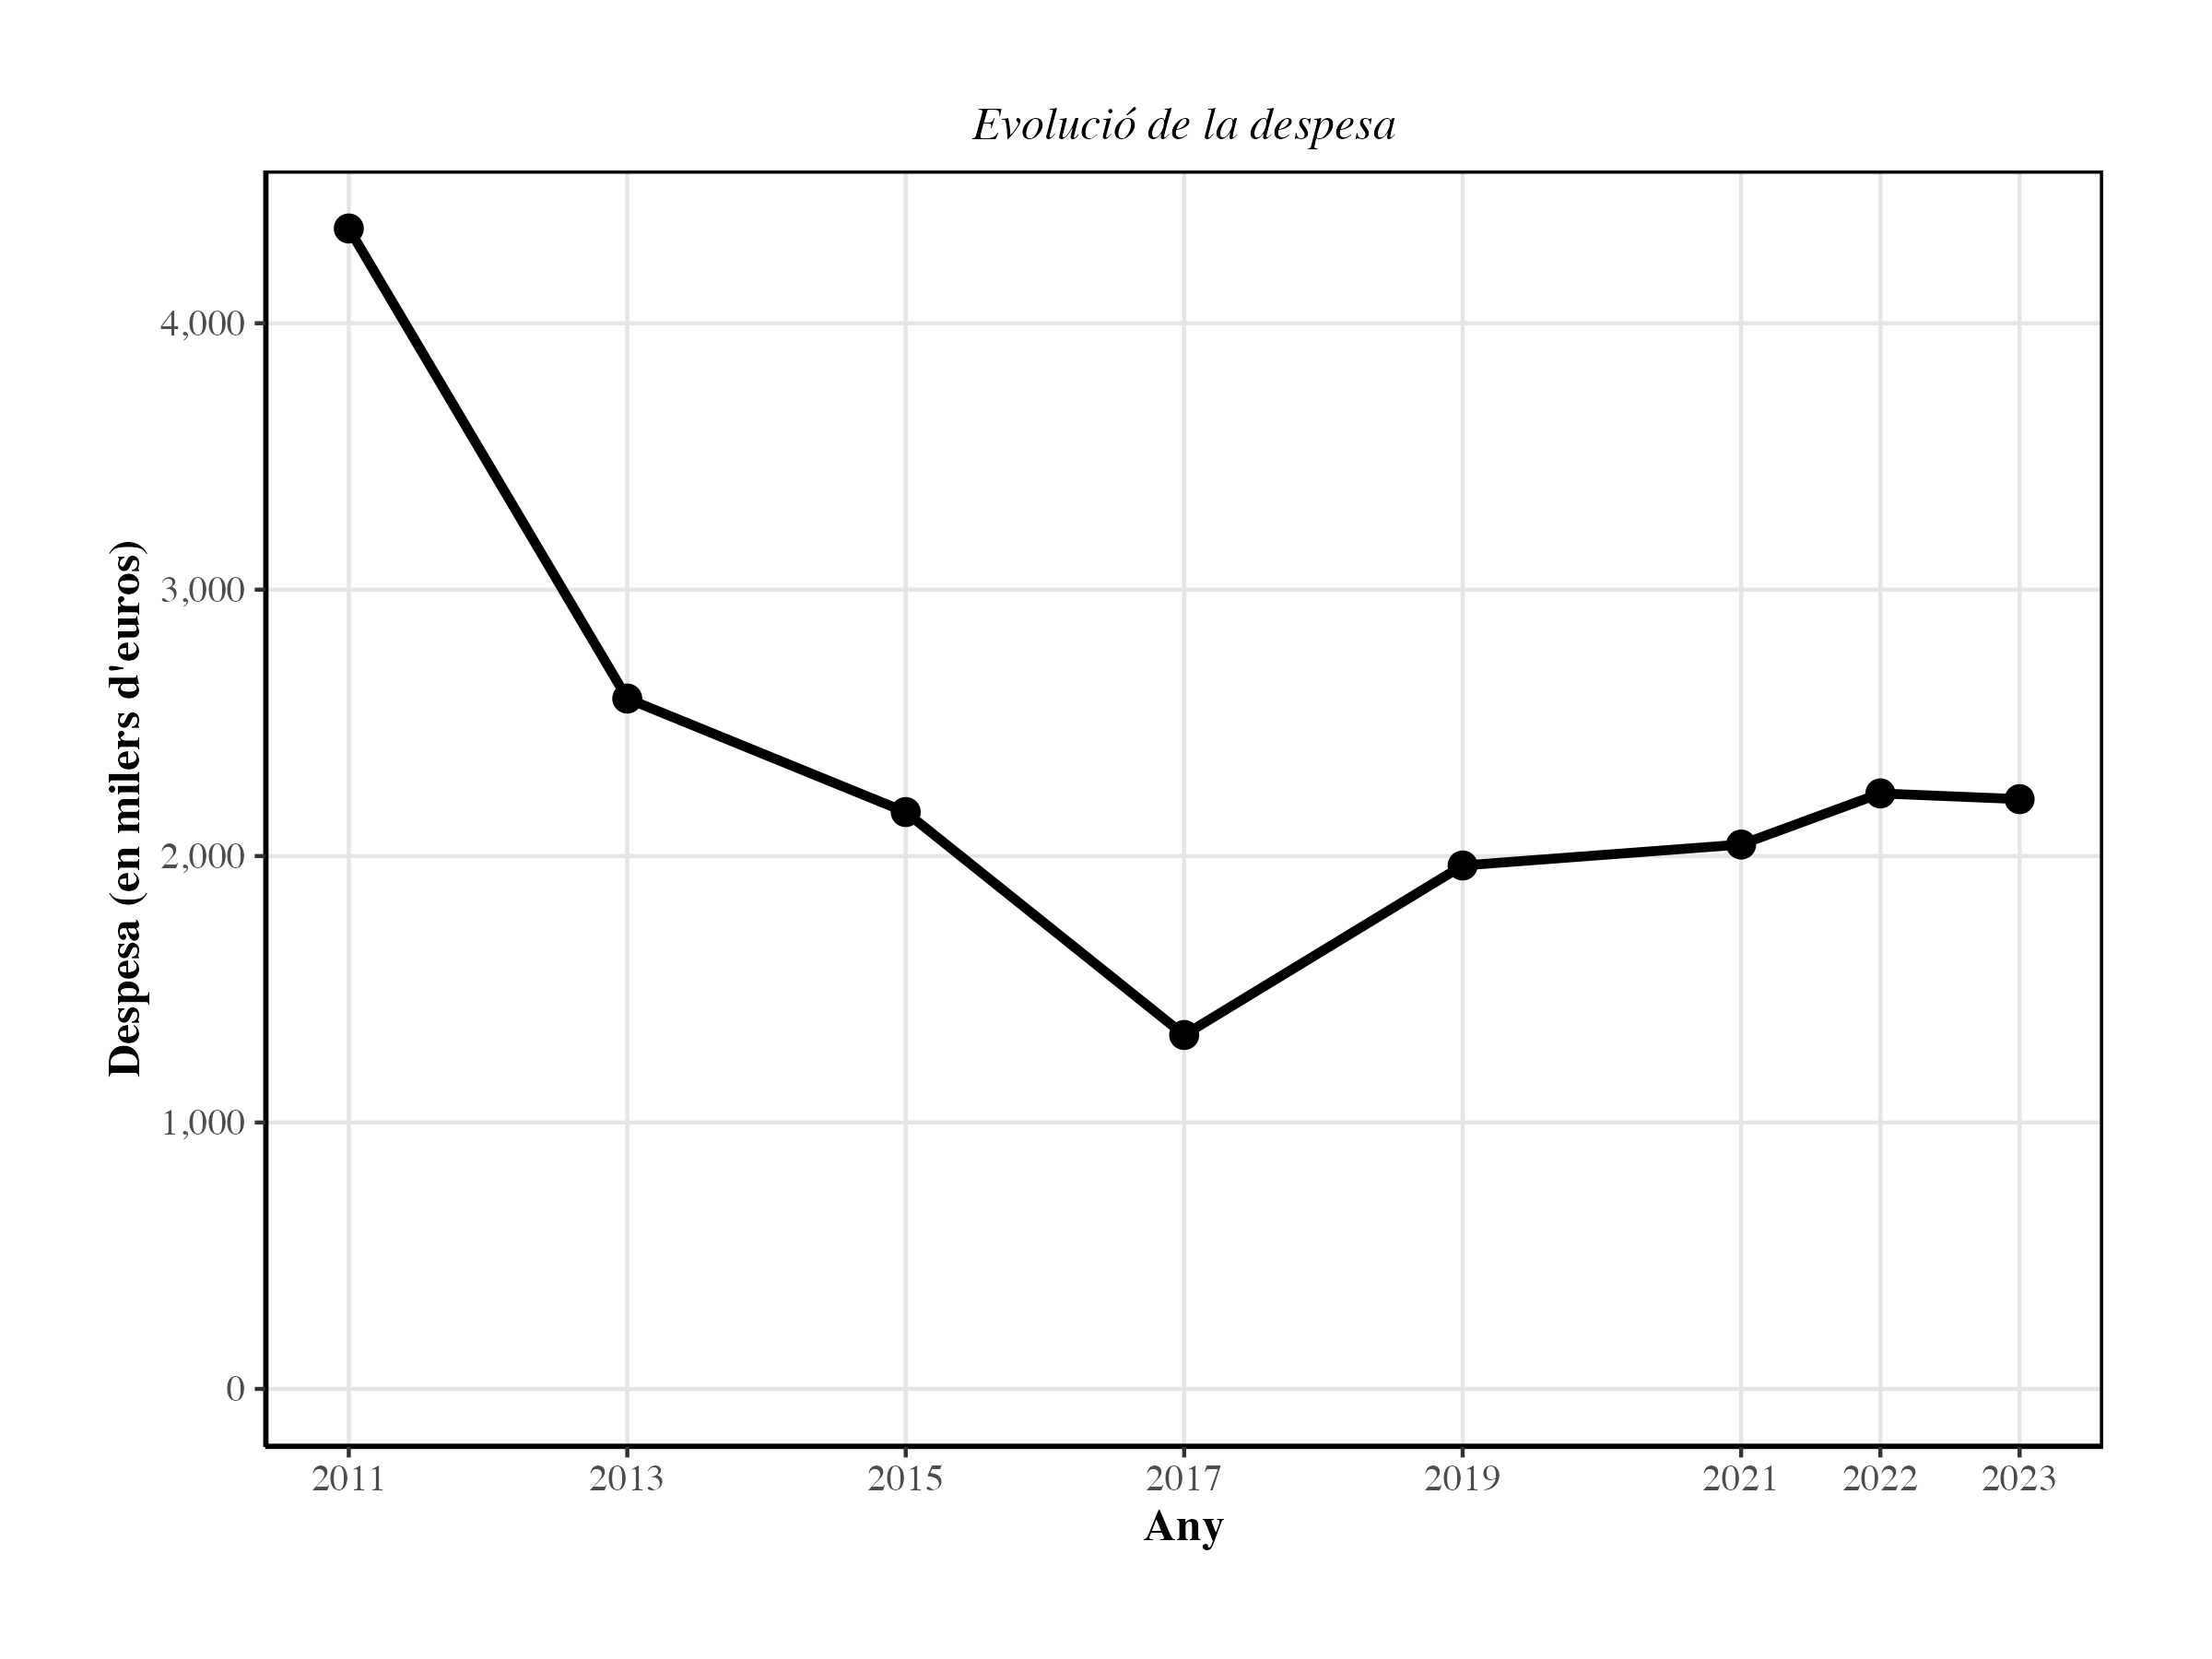 Evolució de la despesa
Despesa (en milers d'euros)
4,000
3,000
2,000
1,000
0
2011 2013 2015 2017 2019 2021 2022 2023
Any